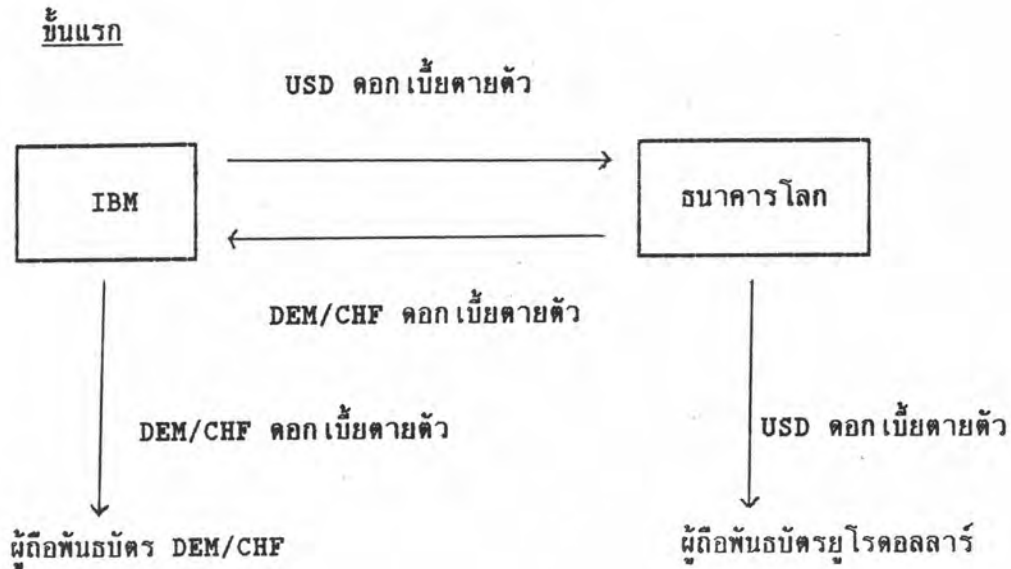 ขั้นแรก
USD ดอกเบี้ยตายตัว
IBM
ธนาคารโลก
DEM/CHF ดอกเบี้ยตายตัว
DEM/CHF ดอกเบี้ยตายตัว
USD ดอกเบี้ยตายตัว
ผู้ถือพันธบัตร DEM/CHF
ผู้ถือพันธบัตรยูโรดอลลาร์